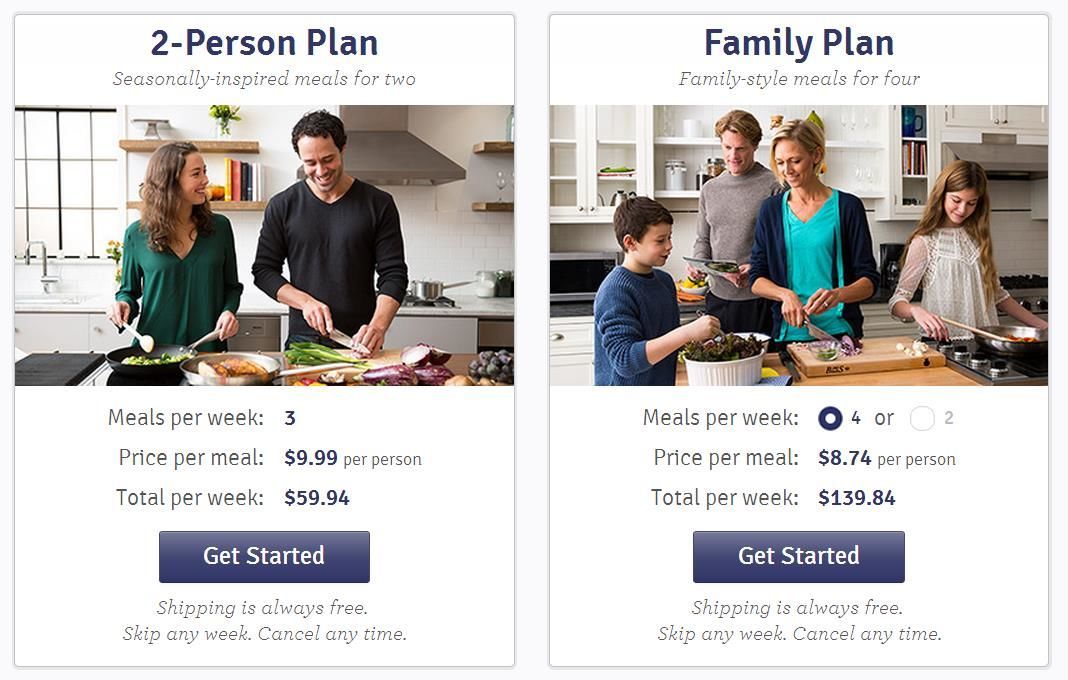 2-Person Plan
Seasonally-inspired meals for two
Meals per week: 3
Price per meal: $9.99 per person
Total per week: $59.94
Get Started
Shipping is always free.
Skip any week. Cancel any time.
Family Plan
Family-style meals for four
Meals per week: 4 or 2
Price per meal: $8.74 per person
Total per week: $139.84
Get Started
Shipping is always free.
Skip any week. Cancel any time.